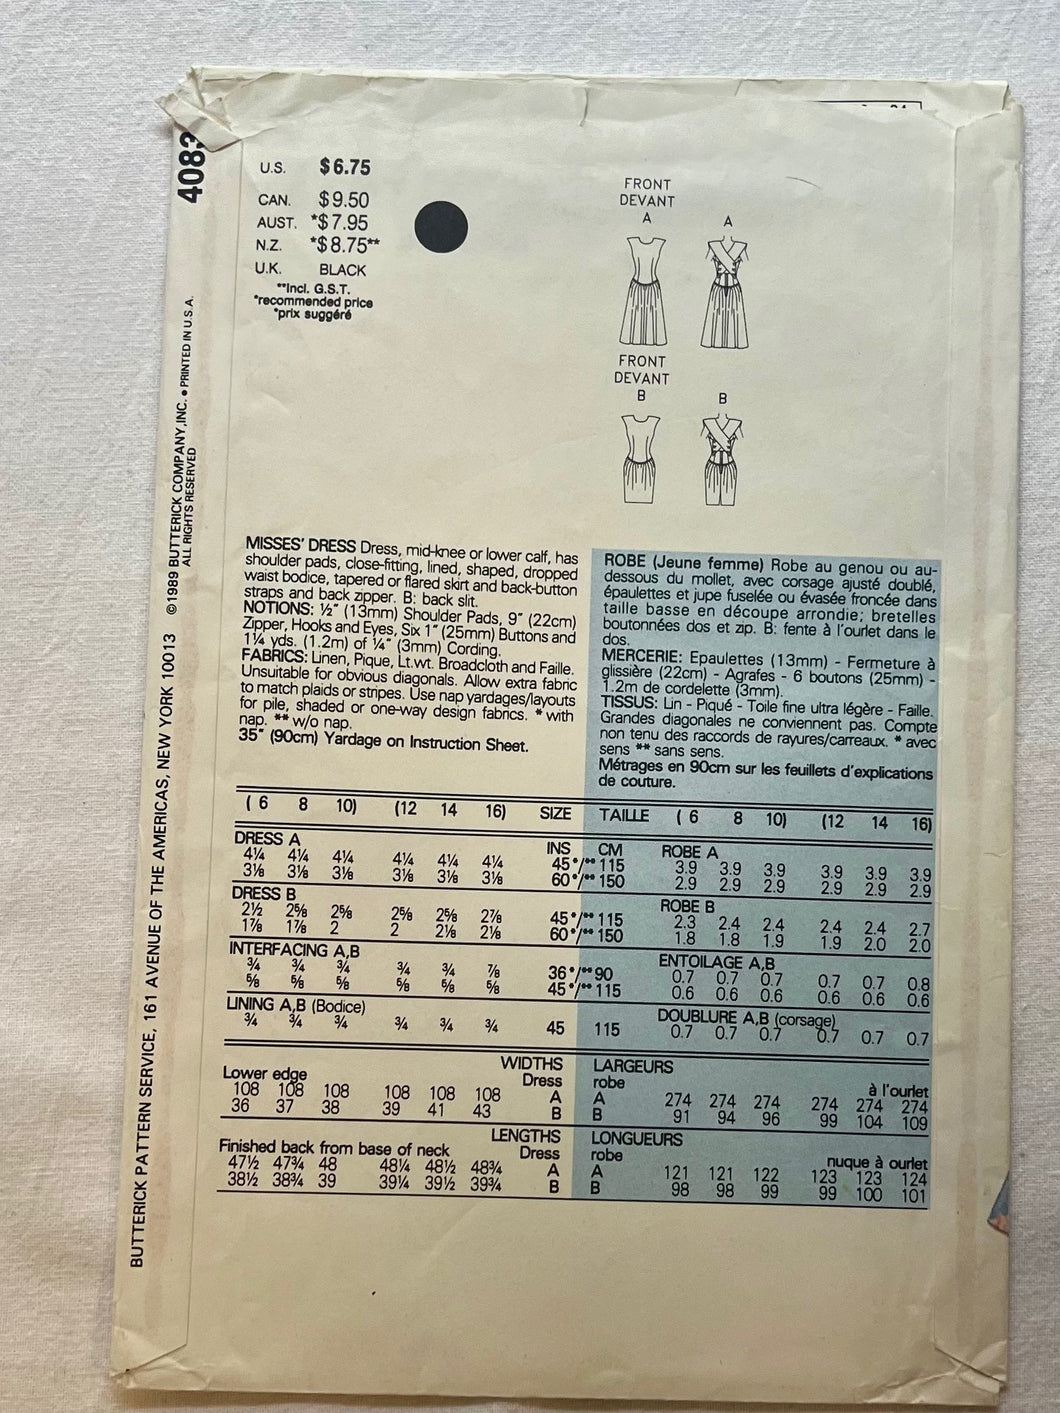 4083
©1989 BUTTERICK COMPANY, INC. • PRINTED IN U.S.A.
ALL RIGHTS RESERVED
BUTTERICK PATTERN SERVICE, 161 AVENUE OF THE AMERICAS, NEW YORK 10013
U.S. $6.75
CAN. $9.50
AUST. *$7.95
N.Z. *$8.75**
U.K. BLACK
**Incl. G.S.T.
*recommended price
*prix suggéré
FRONT
DEVANT
A A
FRONT
DEVANT
B B
MISSES' DRESS Dress, mid-knee or lower calf, has
shoulder pads, close-fitting, lined, shaped, dropped
waist bodice, tapered or flared skirt and back-button
straps and back zipper. B: back slit.
NOTIONS: ½" (13mm) Shoulder Pads, 9" (22cm)
Zipper, Hooks and Eyes, Six 1" (25mm) Buttons and
1¼ yds. (1.2m) of ¼" (3mm) Cording.
FABRICS: Linen, Pique, Lt.wt. Broadcloth and Faille.
Unsuitable for obvious diagonals. Allow extra fabric
to match plaids or stripes. Use nap yardages/layouts
for pile, shaded or one-way design fabrics. * with
nap. ** w/o nap.
35" (90cm) Yardage on Instruction Sheet.
ROBE (Jeune femme) Robe au genou ou au-
dessous du mollet, avec corsage ajusté doublé,
épaulettes et jupe fuselée ou évasée froncée dans
taille basse en découpe arrondie; bretelles
boutonnées dos et zip. B: fente à l'ourlet dans le
dos.
MERCERIE: Epaulettes (13mm) - Fermeture à
glissière (22cm) - Agrafes - 6 boutons (25mm) -
1.2m de cordelette (3mm).
TISSUS: Lin - Piqué - Toile fine ultra légère - Faille.
Grandes diagonales ne conviennent pas. Compte
non tenu des raccords de rayures/carreaux. * avec
sens ** sans sens.
Métrages en 90cm sur les feuillets d'explications
de couture.
( 6 8 10) (12 14 16) SIZE TAILLE ( 6 8 10) (12 14 16)
DRESS A INS CM ROBE A
4¼ 4¼ 4¼ 4¼ 4¼ 4¼ 45*/** 115 3.9 3.9 3.9 3.9 3.9 3.9
3⅛ 3⅛ 3⅛ 3⅛ 3⅛ 3⅛ 60*/** 150 2.9 2.9 2.9 2.9 2.9 2.9
DRESS B ROBE B
2½ 2⅝ 2⅝ 2⅝ 2⅝ 2⅞ 45*/** 115 2.3 2.4 2.4 2.4 2.4 2.7
1⅞ 1⅞ 2 2 2⅛ 2⅛ 60*/** 150 1.8 1.8 1.9 1.9 2.0 2.0
INTERFACING A,B ENTOILAGE A,B
¾ ¾ ¾ ¾ ¾ ⅞ 36*/** 90 0.7 0.7 0.7 0.7 0.7 0.8
⅝ ⅝ ⅝ ⅝ ⅝ ⅝ 45*/** 115 0.6 0.6 0.6 0.6 0.6 0.6
LINING A,B (Bodice) DOUBLURE A,B (corsage)
¾ ¾ ¾ ¾ ¾ ¾ 45 115 0.7 0.7 0.7 0.7 0.7 0.7
WIDTHS LARGEURS
Lower edge Dress robe à l'ourlet
108 108 108 108 108 108 A A 274 274 274 274 274 274
36 37 38 39 41 43 B B 91 94 96 99 104 109
LENGTHS LONGUEURS
Finished back from base of neck Dress robe nuque à ourlet
47½ 47¾ 48 48¼ 48½ 48¾ A A 121 121 122 123 123 124
38½ 38¾ 39 39¼ 39½ 39¾ B B 98 98 99 99 100 101